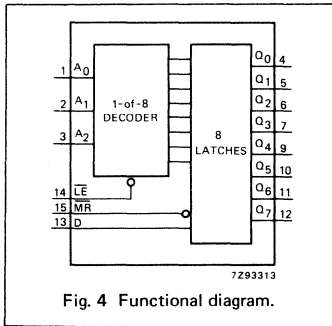 1 A0
2 A1
3 A2
1-of-8
DECODER
14 LE
15 MR
13 D
8
LATCHES
Q0 4
Q1 5
Q2 6
Q3 7
Q4 9
Q5 10
Q6 11
Q7 12
7Z93313
Fig. 4 Functional diagram.